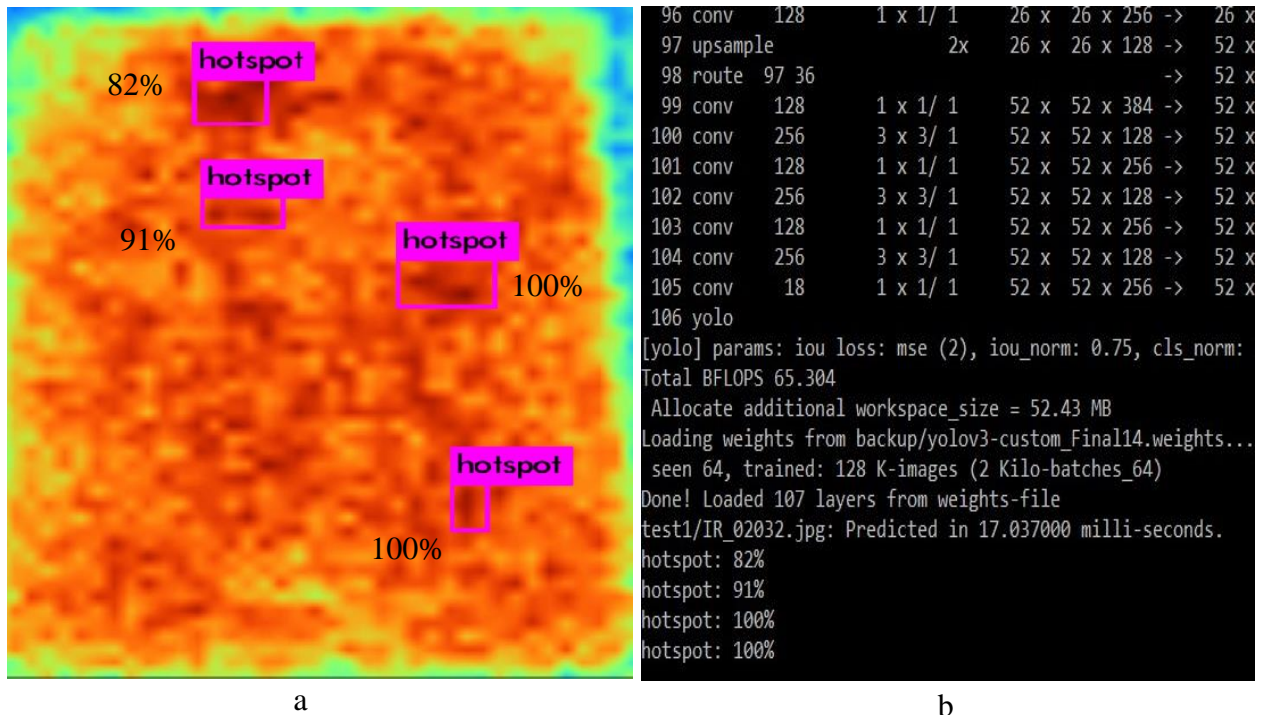 hotspot
82%
hotspot
91%
hotspot
100%
hotspot
100%
a
96 conv 128 1 x 1/ 1 26 x 26 x 256 -> 26 x
97 upsample 2x 26 x 26 x 128 -> 52 x
98 route 97 36 -> 52 x
99 conv 128 1 x 1/ 1 52 x 52 x 384 -> 52 x
100 conv 256 3 x 3/ 1 52 x 52 x 128 -> 52 x
101 conv 128 1 x 1/ 1 52 x 52 x 256 -> 52 x
102 conv 256 3 x 3/ 1 52 x 52 x 128 -> 52 x
103 conv 128 1 x 1/ 1 52 x 52 x 256 -> 52 x
104 conv 256 3 x 3/ 1 52 x 52 x 128 -> 52 x
105 conv 18 1 x 1/ 1 52 x 52 x 256 -> 52 x
106 yolo
[yolo] params: iou loss: mse (2), iou_norm: 0.75, cls_norm:
Total BFLOPS 65.304
Allocate additional workspace_size = 52.43 MB
Loading weights from backup/yolov3-custom_Final14.weights...
seen 64, trained: 128 K-images (2 Kilo-batches_64)
Done! Loaded 107 layers from weights-file
test1/IR_02032.jpg: Predicted in 17.037000 milli-seconds.
hotspot: 82%
hotspot: 91%
hotspot: 100%
hotspot: 100%
b